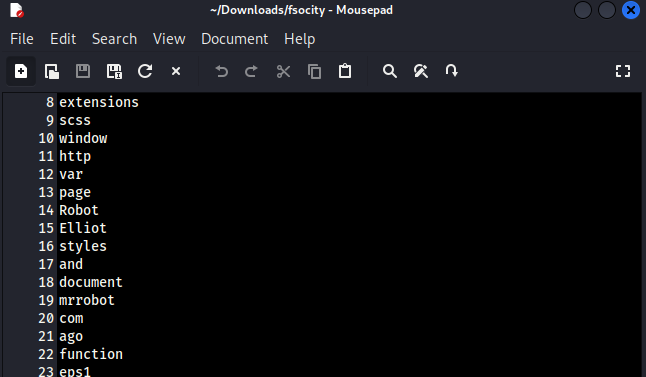 ~/Downloads/fsocity - Mousepad
File Edit Search View Document Help
8 extensions
9 scss
10 window
11 http
12 var
13 page
14 Robot
15 Elliot
16 styles
17 and
18 document
19 mrrobot
20 com
21 ago
22 function
23 eps1